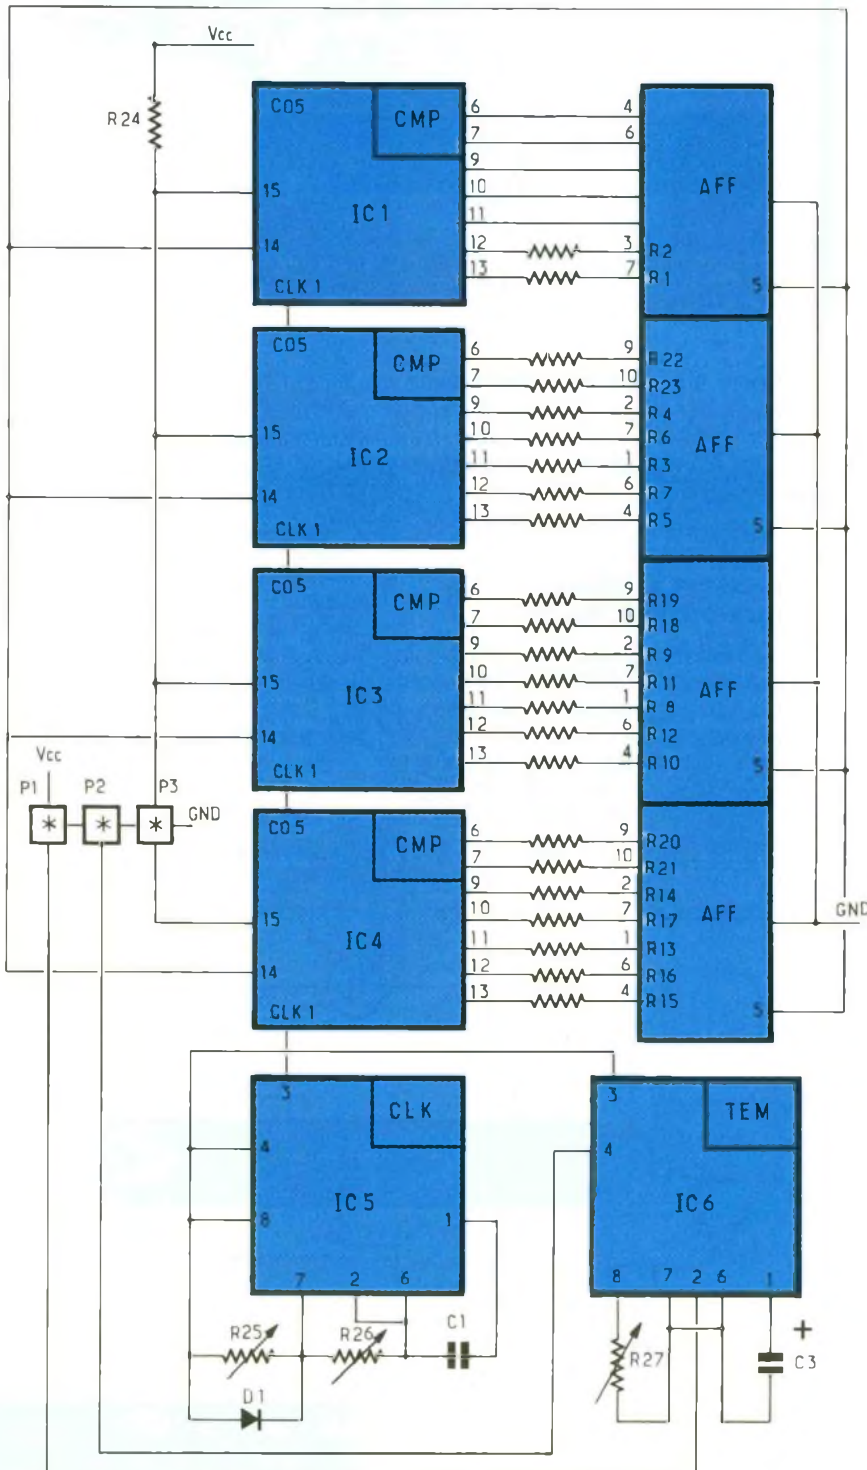 Vcc
R24
CO5
CMP
15
IC1
14
CLK 1
6 4
7 6
9
10
11
12 3 R2
13 7 R1
AFF
5
CO5
CMP
15
IC2
14
CLK 1
6 9 R22
7 10 R23
9 2 R4
10 7 R6
11 1 R3
12 6 R7
13 4 R5
AFF
5
CO5
CMP
15
IC3
14
CLK 1
6 9 R19
7 10 R18
9 2 R9
10 7 R11
11 1 R8
12 6 R12
13 4 R10
AFF
5
Vcc
P1 P2 P3
* * * GND
CO5
CMP
15
IC4
14
CLK 1
6 9 R20
7 10 R21
9 2 R14
10 7 R17
11 1 R13
12 6 R16
13 4 R15
AFF
GND
5
3
CLK
4
IC5
8 1
7 2 6
R25 R26 C1
D1
3
TEM
4
IC6
8 7 2 6 1
R27
+
C3